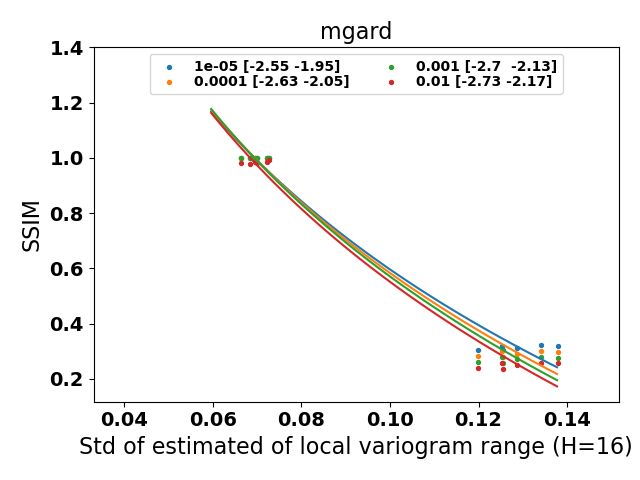 mgard
1.4
1e-05 [-2.55 -1.95]
0.001 [-2.7  -2.13]
0.0001 [-2.63 -2.05]
0.01 [-2.73 -2.17]
1.2
1.0
0.8
0.6
0.4
0.2
SSIM
0.04 0.06 0.08 0.10 0.12 0.14
Std of estimated of local variogram range (H=16)